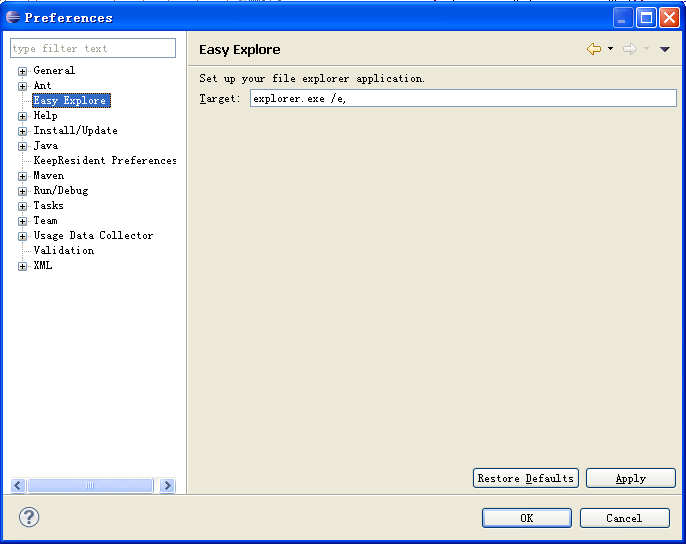 Preferences
type filter text
General
Ant
Easy Explore
Help
Install/Update
Java
KeepResident Preferences
Maven
Run/Debug
Tasks
Team
Usage Data Collector
Validation
XML
Easy Explore
Set up your file explorer application.
Target: explorer.exe /e,
Restore Defaults Apply
OK Cancel